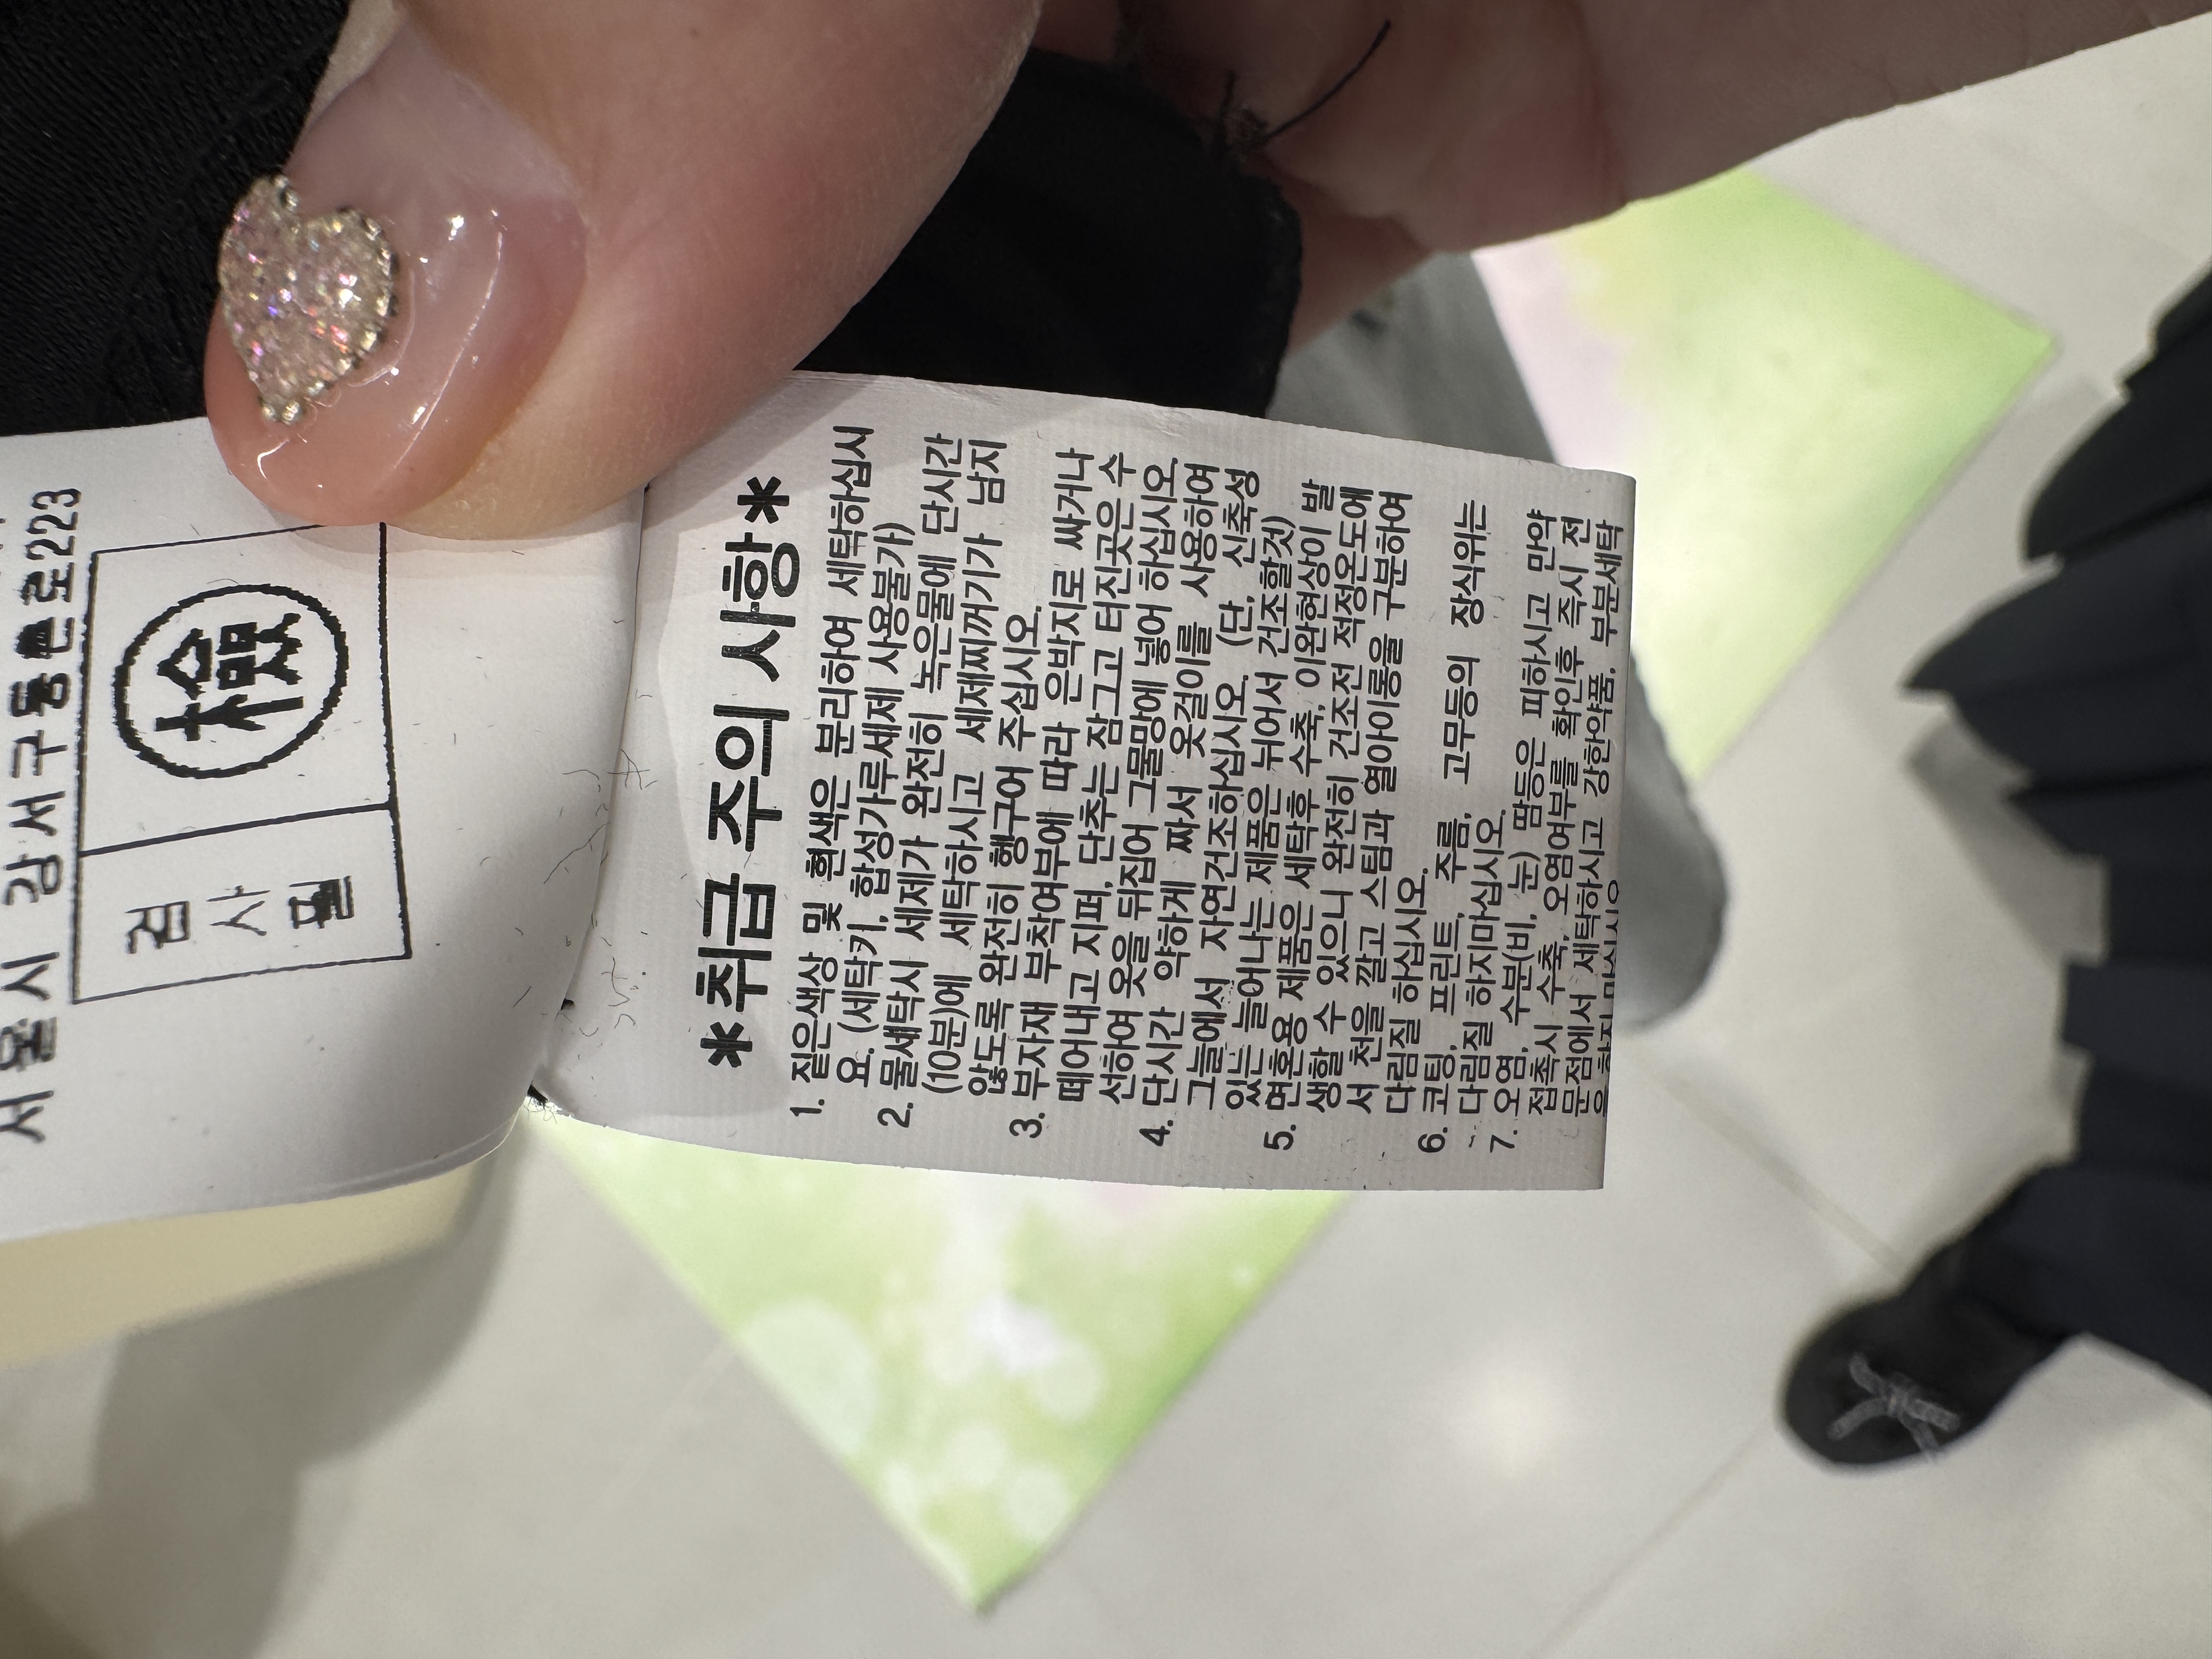 서울시 강서구 등촌로223
검사필
檢
*취급 주의 사항*
1. 짙은색상 및 흰색은 분리하여 세탁하십시
요. (세탁기, 합성가루세제 사용불가)
2. 물세탁시 세제가 완전히 녹은물에 단시간
(10분)에 세탁하시고 세제찌꺼기가 남지
않도록 완전히 헹구어 주십시오.
3. 부자재 부착여부에 따라 은박지로 싸거나
떼어내고 지퍼, 단추는 잠그고 터진곳은 수
선하여 옷을 뒤집어 그물망에 넣어 하십시오.
4. 단시간 약하게 짜서 옷걸이를 사용하여
그늘에서 자연건조하십시오. (단, 신축성
있는 늘어나는 제품은 뉘어서 건조할것)
5. 면혼용 제품은 세탁후 수축, 이완현상이 발
생할 수 있으니 완전히 건조전 적정온도에
서 천을 깔고 스팀과 열아이롱을 구분하여
다림질 하십시오.
6. 코팅, 프린트, 주름, 고무등의 장식위는
다림질 하지마십시오.
7. 오염, 수분(비, 눈) 땀등은 피하시고 만약
접촉시 수축, 오염여부를 확인후 즉시 전
문점에서 세탁하시고 강한약품, 부분세탁